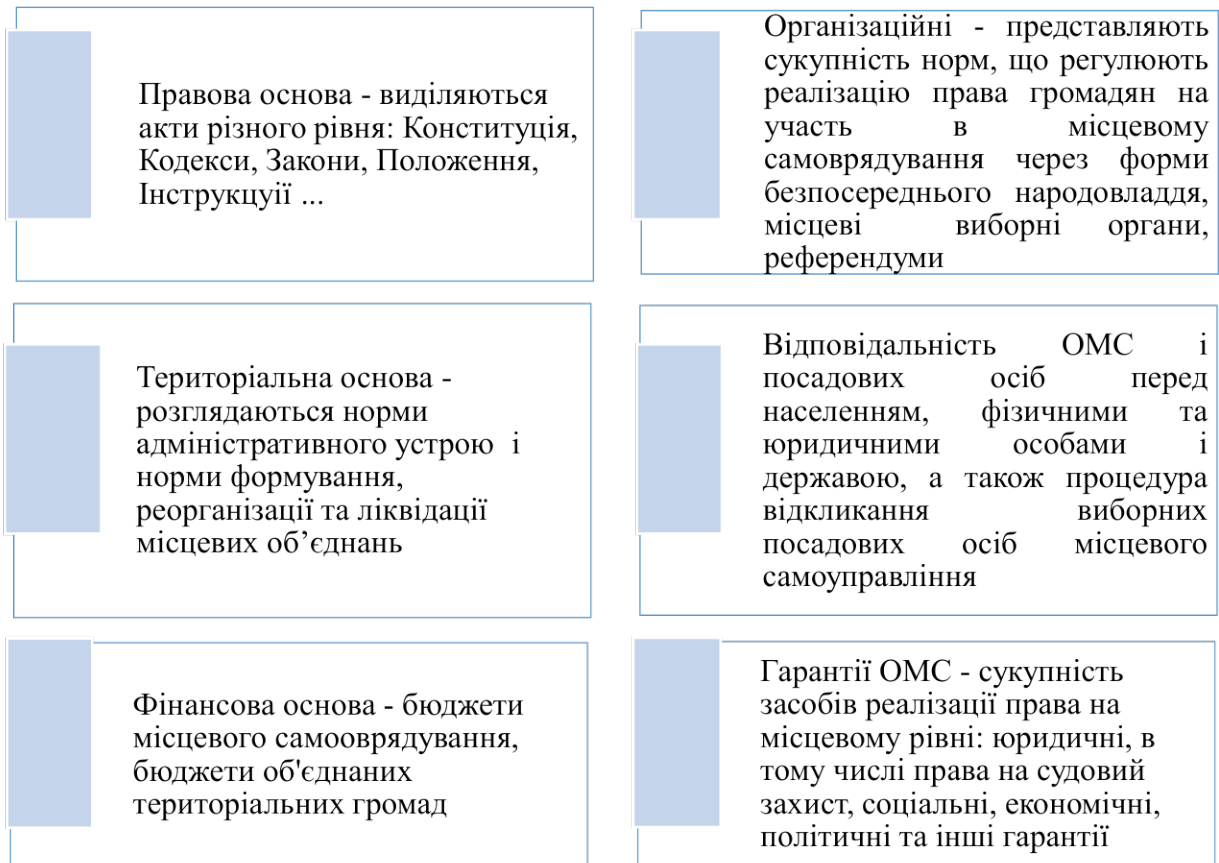 Правова основа - виділяються
акти різного рівня: Конституція,
Кодекси, Закони, Положення,
Інструкцуії ...
Організаційні - представляють
сукупність норм, що регулюють
реалізацію права громадян на
участь в місцевому
самоврядування через форми
безпосереднього народовладдя,
місцеві виборні органи,
референдуми
Територіальна основа -
розглядаються норми
адміністративного устрою і
норми формування,
реорганізації та ліквідації
місцевих об’єднань
Відповідальність ОМС і
посадових осіб перед
населенням, фізичними та
юридичними особами і
державою, а також процедура
відкликання виборних
посадових осіб місцевого
самоуправління
Фінансова основа - бюджети
місцевого самооврядування,
бюджети об'єднаних
територіальних громад
Гарантії ОМС - сукупність
засобів реалізації права на
місцевому рівні: юридичні, в
тому числі права на судовий
захист, соціальні, економічні,
політичні та інші гарантії